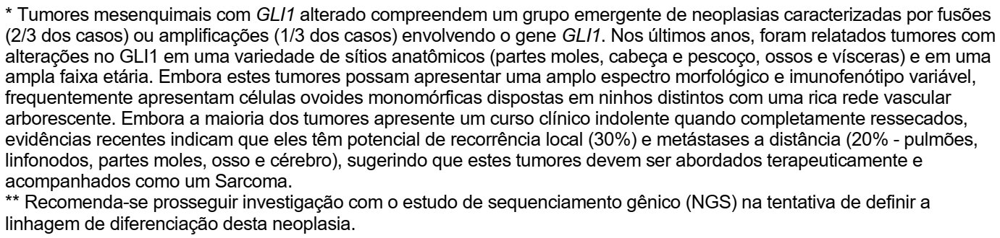 * Tumores mesenquimais com GLI1 alterado compreendem um grupo emergente de neoplasias caracterizadas por fusões
(2/3 dos casos) ou amplificações (1/3 dos casos) envolvendo o gene GLI1. Nos últimos anos, foram relatados tumores com
alterações no GLI1 em uma variedade de sítios anatômicos (partes moles, cabeça e pescoço, ossos e vísceras) e em uma
ampla faixa etária. Embora estes tumores possam apresentar uma amplo espectro morfológico e imunofenótipo variável,
frequentemente apresentam células ovoides monomórficas dispostas em ninhos distintos com uma rica rede vascular
arborescente. Embora a maioria dos tumores apresente um curso clínico indolente quando completamente ressecados,
evidências recentes indicam que eles têm potencial de recorrência local (30%) e metástases a distância (20% - pulmões,
linfonodos, partes moles, osso e cérebro), sugerindo que estes tumores devem ser abordados terapeuticamente e
acompanhados como um Sarcoma.
** Recomenda-se prosseguir investigação com o estudo de sequenciamento gênico (NGS) na tentativa de definir a
linhagem de diferenciação desta neoplasia.